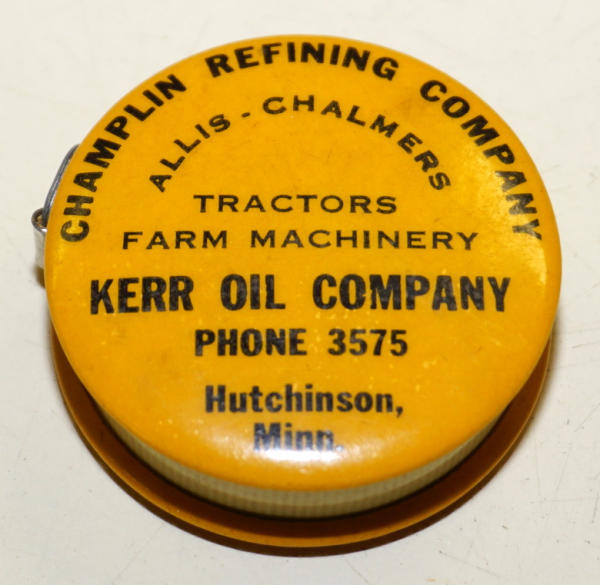 CHAMPLIN REFINING COMPANY
ALLIS-CHALMERS
TRACTORS
FARM MACHINERY
KERR OIL COMPANY
PHONE 3575
Hutchinson,
Minn.